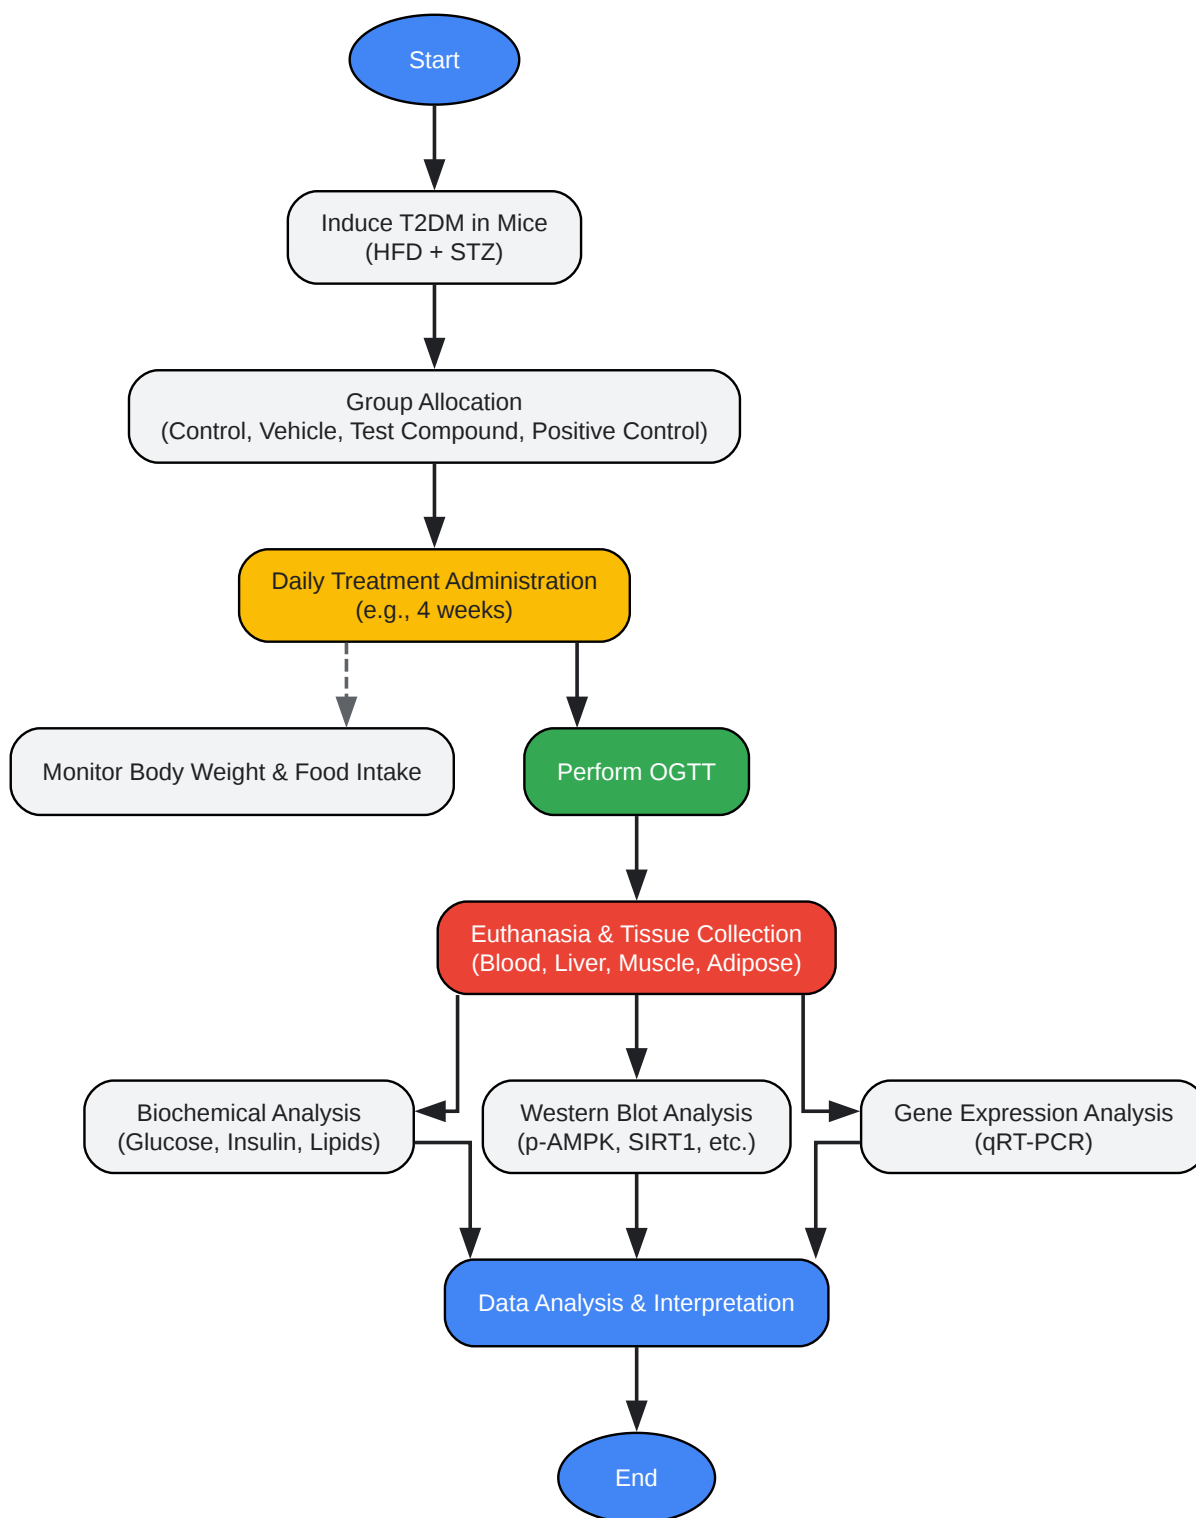 Start
Induce T2DM in Mice
(HFD + STZ)
Group Allocation
(Control, Vehicle, Test Compound, Positive Control)
Daily Treatment Administration
(e.g., 4 weeks)
Monitor Body Weight & Food Intake
Perform OGTT
Euthanasia & Tissue Collection
(Blood, Liver, Muscle, Adipose)
Biochemical Analysis
(Glucose, Insulin, Lipids)
Western Blot Analysis
(p-AMPK, SIRT1, etc.)
Gene Expression Analysis
(qRT-PCR)
Data Analysis & Interpretation
End